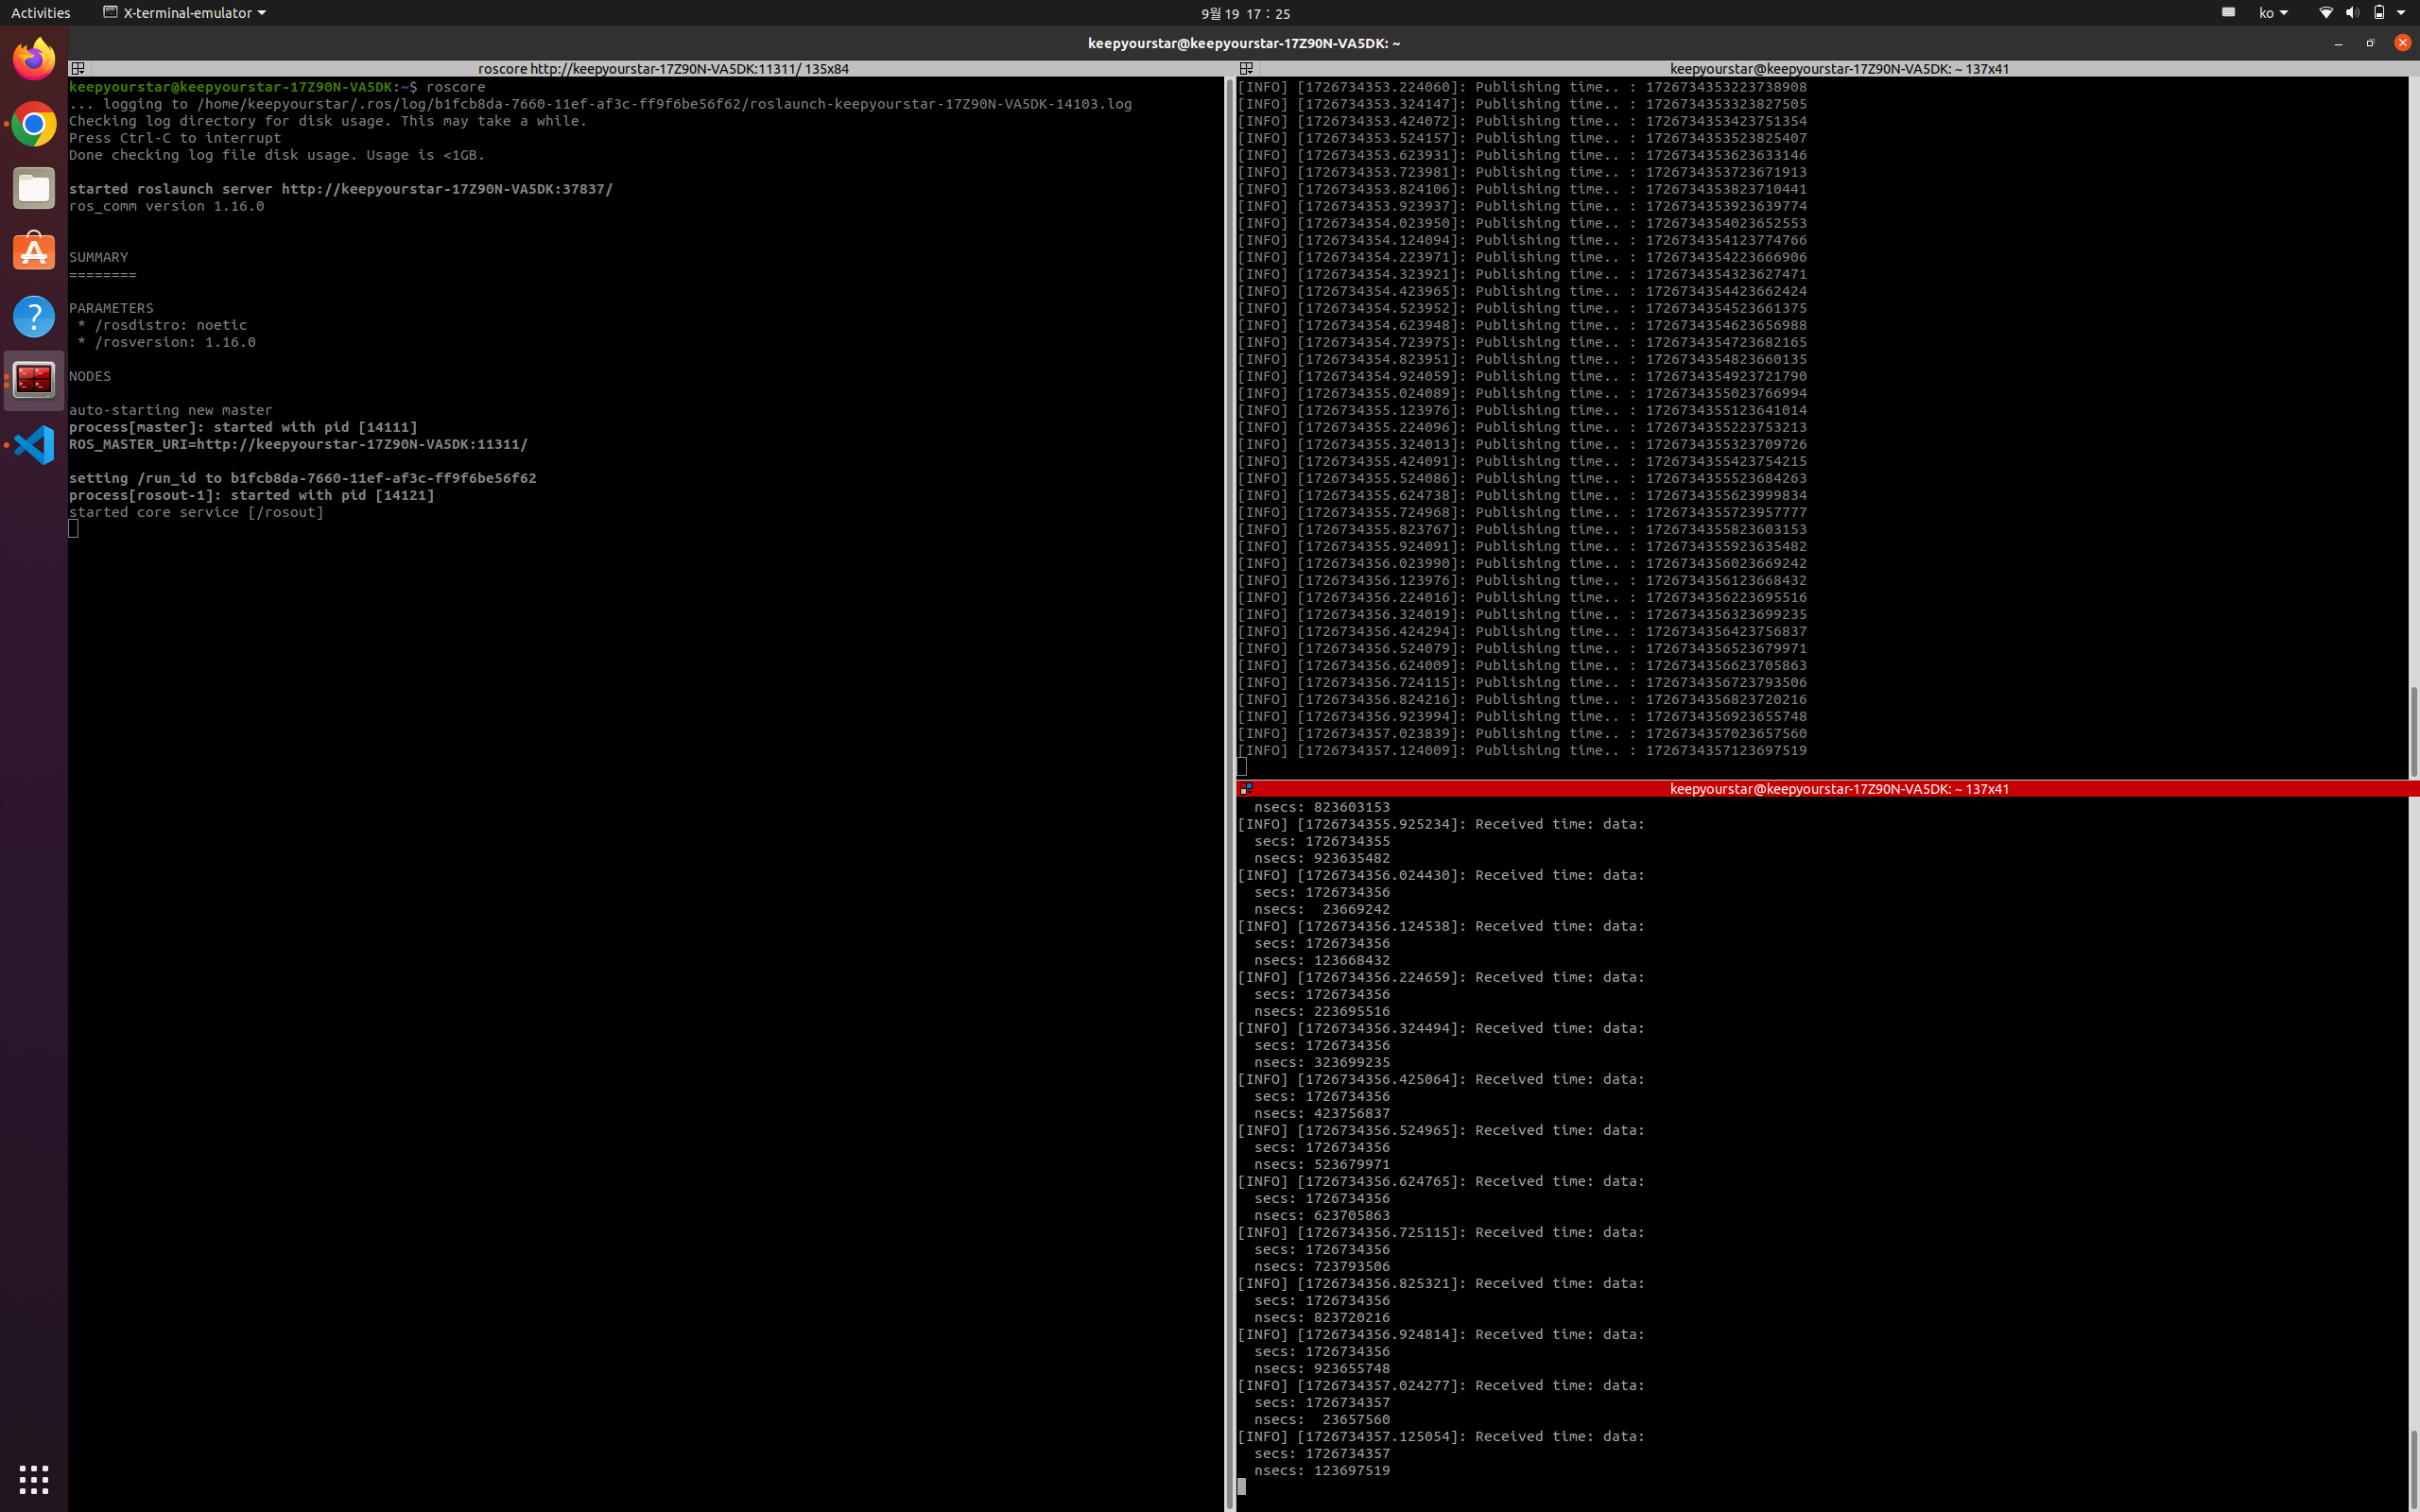 Activities
X-terminal-emulator
9월 19 17 : 25
ko
keepyourstar@keepyourstar-17Z90N-VA5DK: ~
roscore http://keepyourstar-17Z90N-VA5DK:11311/ 135x84
keepyourstar@keepyourstar-17Z90N-VA5DK:~$ roscore
... logging to /home/keepyourstar/.ros/log/b1fcb8da-7660-11ef-af3c-ff9f6be56f62/roslaunch-keepyourstar-17Z90N-VA5DK-14103.log
Checking log directory for disk usage. This may take a while.
Press Ctrl-C to interrupt
Done checking log file disk usage. Usage is <1GB.
started roslaunch server http://keepyourstar-17Z90N-VA5DK:37837/
ros_comm version 1.16.0
SUMMARY
========
PARAMETERS
* /rosdistro: noetic
* /rosversion: 1.16.0
NODES
auto-starting new master
process[master]: started with pid [14111]
ROS_MASTER_URI=http://keepyourstar-17Z90N-VA5DK:11311/
setting /run_id to b1fcb8da-7660-11ef-af3c-ff9f6be56f62
process[rosout-1]: started with pid [14121]
started core service [/rosout]
keepyourstar@keepyourstar-17Z90N-VA5DK: ~ 137x41
[INFO] [1726734353.224060]: Publishing time.. : 1726734353223738908
[INFO] [1726734353.324147]: Publishing time.. : 1726734353323827505
[INFO] [1726734353.424072]: Publishing time.. : 1726734353423751354
[INFO] [1726734353.524157]: Publishing time.. : 1726734353523825407
[INFO] [1726734353.623931]: Publishing time.. : 1726734353623633146
[INFO] [1726734353.723981]: Publishing time.. : 1726734353723671913
[INFO] [1726734353.824106]: Publishing time.. : 1726734353823710441
[INFO] [1726734353.923937]: Publishing time.. : 1726734353923639774
[INFO] [1726734354.023950]: Publishing time.. : 1726734354023652553
[INFO] [1726734354.124094]: Publishing time.. : 1726734354123774766
[INFO] [1726734354.223971]: Publishing time.. : 1726734354223666906
[INFO] [1726734354.323921]: Publishing time.. : 1726734354323627471
[INFO] [1726734354.423965]: Publishing time.. : 1726734354423662424
[INFO] [1726734354.523952]: Publishing time.. : 1726734354523661375
[INFO] [1726734354.623948]: Publishing time.. : 1726734354623656988
[INFO] [1726734354.723975]: Publishing time.. : 1726734354723682165
[INFO] [1726734354.823951]: Publishing time.. : 1726734354823660135
[INFO] [1726734354.924059]: Publishing time.. : 1726734354923721790
[INFO] [1726734355.024089]: Publishing time.. : 1726734355023766994
[INFO] [1726734355.123976]: Publishing time.. : 1726734355123641014
[INFO] [1726734355.224096]: Publishing time.. : 1726734355223753213
[INFO] [1726734355.324013]: Publishing time.. : 1726734355323709726
[INFO] [1726734355.424091]: Publishing time.. : 1726734355423754215
[INFO] [1726734355.524086]: Publishing time.. : 1726734355523684263
[INFO] [1726734355.624738]: Publishing time.. : 1726734355623999834
[INFO] [1726734355.724968]: Publishing time.. : 1726734355723957777
[INFO] [1726734355.823767]: Publishing time.. : 1726734355823603153
[INFO] [1726734355.924091]: Publishing time.. : 1726734355923635482
[INFO] [1726734356.023990]: Publishing time.. : 1726734356023669242
[INFO] [1726734356.123976]: Publishing time.. : 1726734356123668432
[INFO] [1726734356.224016]: Publishing time.. : 1726734356223695516
[INFO] [1726734356.324019]: Publishing time.. : 1726734356323699235
[INFO] [1726734356.424294]: Publishing time.. : 1726734356423756837
[INFO] [1726734356.524079]: Publishing time.. : 1726734356523679971
[INFO] [1726734356.624009]: Publishing time.. : 1726734356623705863
[INFO] [1726734356.724115]: Publishing time.. : 1726734356723793506
[INFO] [1726734356.824216]: Publishing time.. : 1726734356823720216
[INFO] [1726734356.923994]: Publishing time.. : 1726734356923655748
[INFO] [1726734357.023839]: Publishing time.. : 1726734357023657560
[INFO] [1726734357.124009]: Publishing time.. : 1726734357123697519
keepyourstar@keepyourstar-17Z90N-VA5DK: ~ 137x41
nsecs: 823603153
[INFO] [1726734355.925234]: Received time: data:
secs: 1726734355
nsecs: 923635482
[INFO] [1726734356.024430]: Received time: data:
secs: 1726734356
nsecs:  23669242
[INFO] [1726734356.124538]: Received time: data:
secs: 1726734356
nsecs: 123668432
[INFO] [1726734356.224659]: Received time: data:
secs: 1726734356
nsecs: 223695516
[INFO] [1726734356.324494]: Received time: data:
secs: 1726734356
nsecs: 323699235
[INFO] [1726734356.425064]: Received time: data:
secs: 1726734356
nsecs: 423756837
[INFO] [1726734356.524965]: Received time: data:
secs: 1726734356
nsecs: 523679971
[INFO] [1726734356.624765]: Received time: data:
secs: 1726734356
nsecs: 623705863
[INFO] [1726734356.725115]: Received time: data:
secs: 1726734356
nsecs: 723793506
[INFO] [1726734356.825321]: Received time: data:
secs: 1726734356
nsecs: 823720216
[INFO] [1726734356.924814]: Received time: data:
secs: 1726734356
nsecs: 923655748
[INFO] [1726734357.024277]: Received time: data:
secs: 1726734357
nsecs:  23657560
[INFO] [1726734357.125054]: Received time: data:
secs: 1726734357
nsecs: 123697519